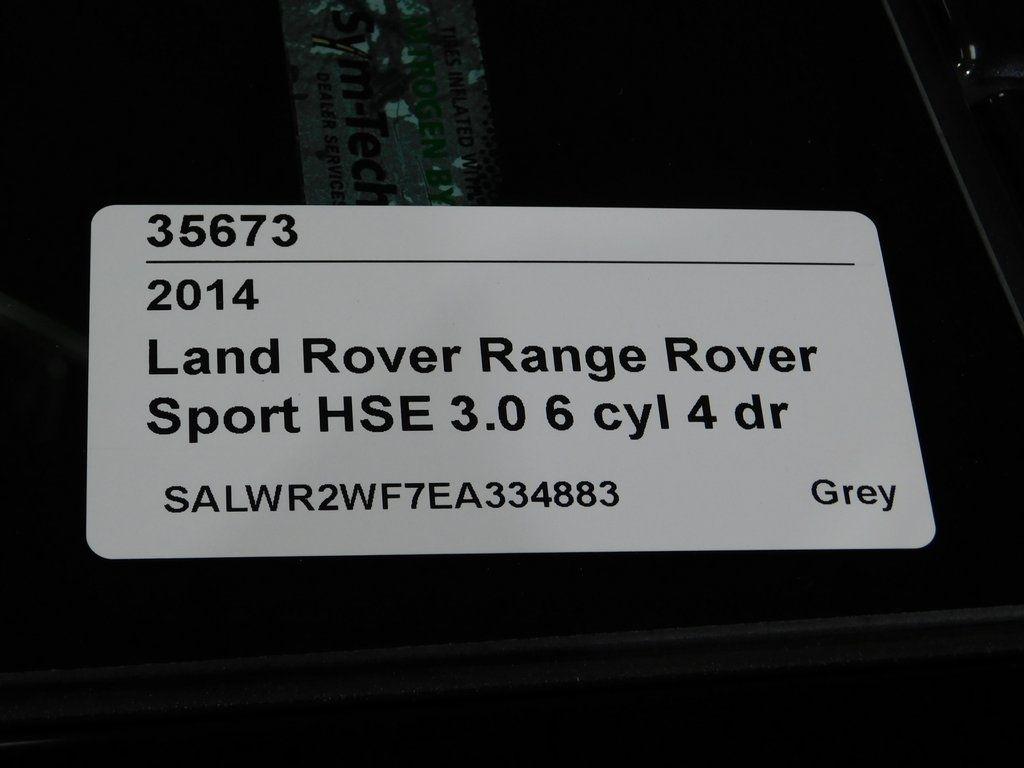 TIRES INFLATED WITH
NITROGEN BY
Sym-Tech
DEALER SERVICES
35673
2014
Land Rover Range Rover
Sport HSE 3.0 6 cyl 4 dr
SALWR2WF7EA334883 Grey